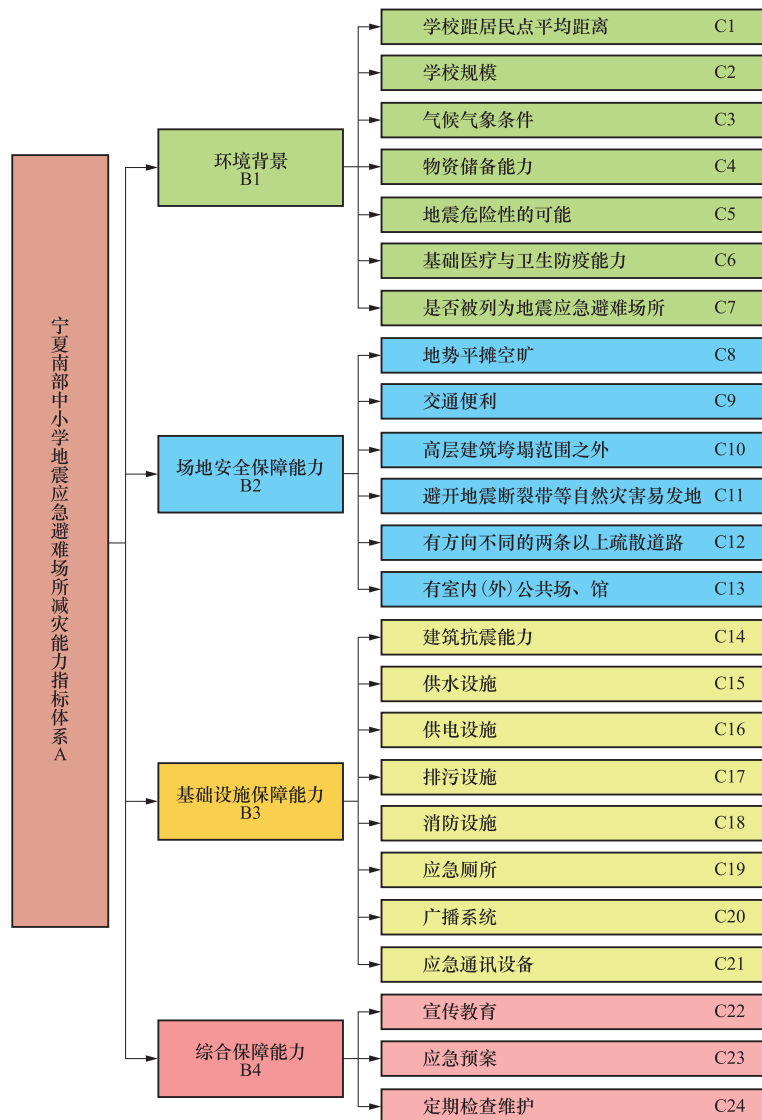 宁夏南部中小学地震应急避难场所减灾能力指标体系A
环境背景
B1
学校距居民点平均距离 C1
学校规模 C2
气候气象条件 C3
物资储备能力 C4
地震危险性的可能 C5
基础医疗与卫生防疫能力 C6
是否被列为地震应急避难场所 C7
场地安全保障能力
B2
地势平摊空旷 C8
交通便利 C9
高层建筑垮塌范围之外 C10
避开地震断裂带等自然灾害易发地 C11
有方向不同的两条以上疏散道路 C12
有室内(外)公共场、馆 C13
基础设施保障能力
B3
建筑抗震能力 C14
供水设施 C15
供电设施 C16
排污设施 C17
消防设施 C18
应急厕所 C19
广播系统 C20
应急通讯设备 C21
综合保障能力
B4
宣传教育 C22
应急预案 C23
定期检查维护 C24